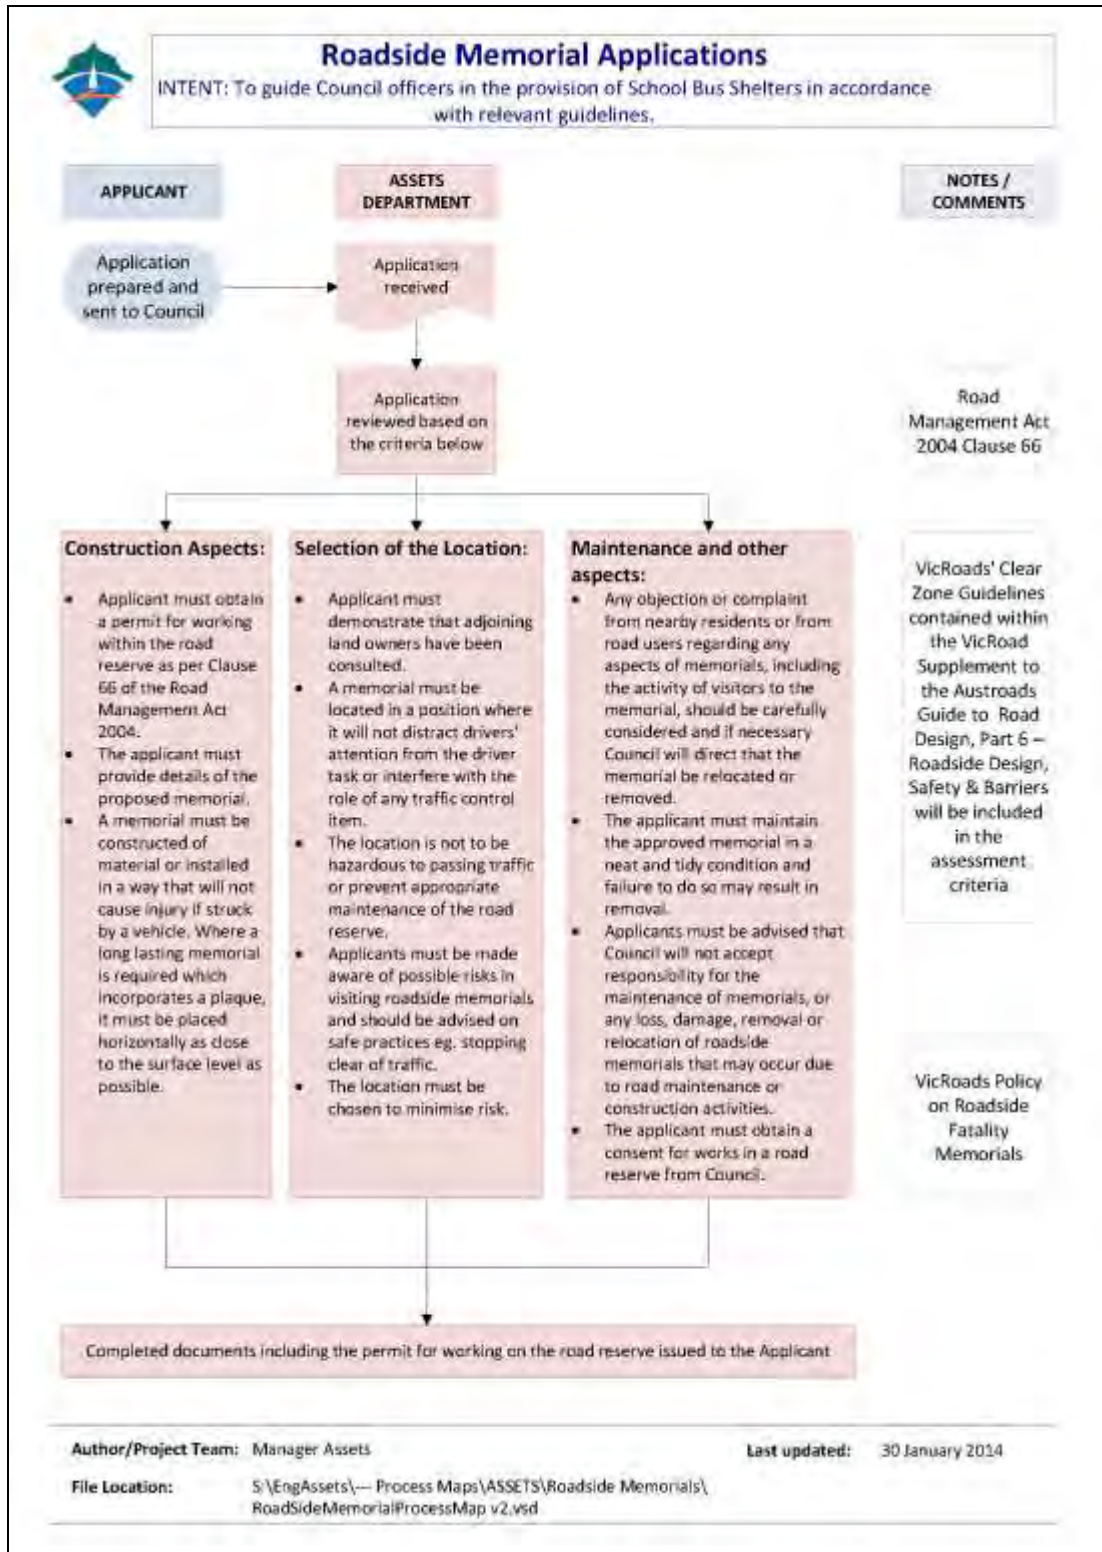 Roadside Memorial Applications
INTENT: To guide Council officers in the provision of School Bus Shelters in accordance
with relevant guidelines.
APPLICANT
ASSETS
DEPARTMENT
NOTES /
COMMENTS
Application
prepared and
sent to Council
Application
received
Application
reviewed based on
the criteria below
Road
Management Act
2004 Clause 66
Construction Aspects:
• Applicant must obtain
a permit for working
within the road
reserve as per Clause
66 of the Road
Management Act
2004.
• The applicant must
provide details of the
proposed memorial.
• A memorial must be
constructed of
material or installed
in a way that will not
cause injury if struck
by a vehicle. Where a
long lasting memorial
is required which
incorporates a plaque,
it must be placed
horizontally as close
to the surface level as
possible.
Selection of the Location:
• Applicant must
demonstrate that adjoining
land owners have been
consulted.
• A memorial must be
located in a position where
it will not distract drivers'
attention from the driver
task or interfere with the
role of any traffic control
item.
• The location is not to be
hazardous to passing traffic
or prevent appropriate
maintenance of the road
reserve.
• Applicants must be made
aware of possible risks in
visiting roadside memorials
and should be advised on
safe practices eg. stopping
clear of traffic.
• The location must be
chosen to minimise risk.
Maintenance and other
aspects:
• Any objection or complaint
from nearby residents or from
road users regarding any
aspects of memorials, including
the activity of visitors to the
memorial, should be carefully
considered and if necessary
Council will direct that the
memorial be relocated or
removed.
• The applicant must maintain
the approved memorial in a
neat and tidy condition and
failure to do so may result in
removal.
• Applicants must be advised that
Council will not accept
responsibility for the
maintenance of memorials, or
any loss, damage, removal or
relocation of roadside
memorials that may occur due
to road maintenance or
construction activities.
• The applicant must obtain a
consent for works in a road
reserve from Council.
VicRoads' Clear
Zone Guidelines
contained within
the VicRoad
Supplement to
the Austroads
Guide to Road
Design, Part 6 –
Roadside Design,
Safety & Barriers
will be included
in the
assessment
criteria
VicRoads Policy
on Roadside
Fatality
Memorials
Completed documents including the permit for working on the road reserve issued to the Applicant
Author/Project Team: Manager Assets
Last updated: 30 January 2014
File Location: S:\EngAssets\--- Process Maps\ASSETS\Roadside Memorials\
RoadSideMemorialProcessMap v2.vsd